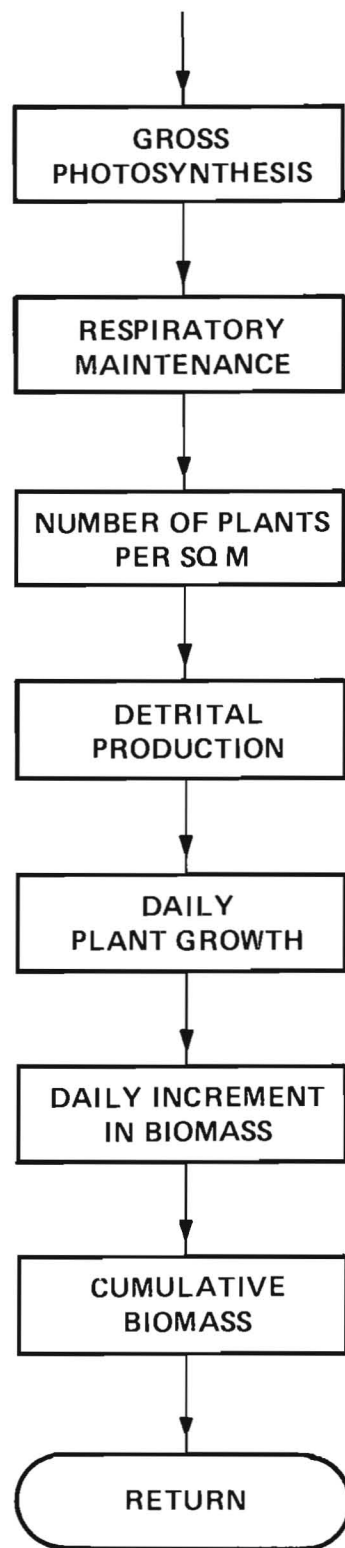 GROSS
PHOTOSYNTHESIS
RESPIRATORY
MAINTENANCE
NUMBER OF PLANTS
PER SQ M
DETRITAL
PRODUCTION
DAILY
PLANT GROWTH
DAILY INCREMENT
IN BIOMASS
CUMULATIVE
BIOMASS
RETURN